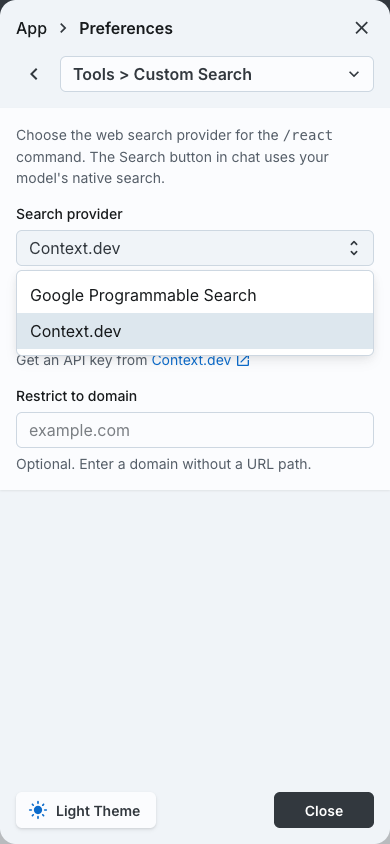 App > Preferences
Tools > Custom Search
Choose the web search provider for the /react
command. The Search button in chat uses your
model's native search.
Search provider
Context.dev
Google Programmable Search
Context.dev
Get an API key from Context.dev
Restrict to domain
example.com
Optional. Enter a domain without a URL path.
Light Theme
Close